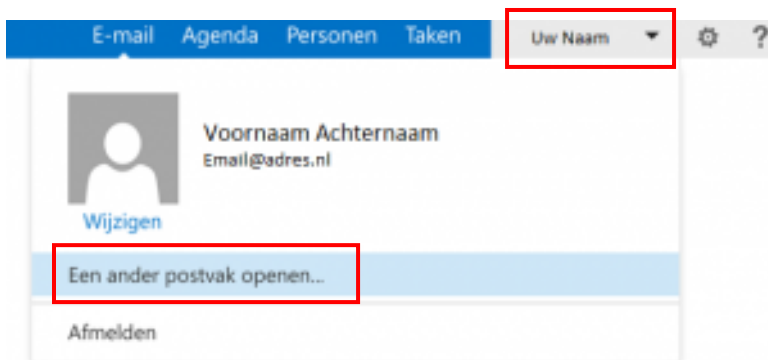 E-mail Agenda Personen Taken Uw Naam ?
Voornaam Achternaam
Email@adres.nl
Wijzigen
Een ander postvak openen...
Afmelden